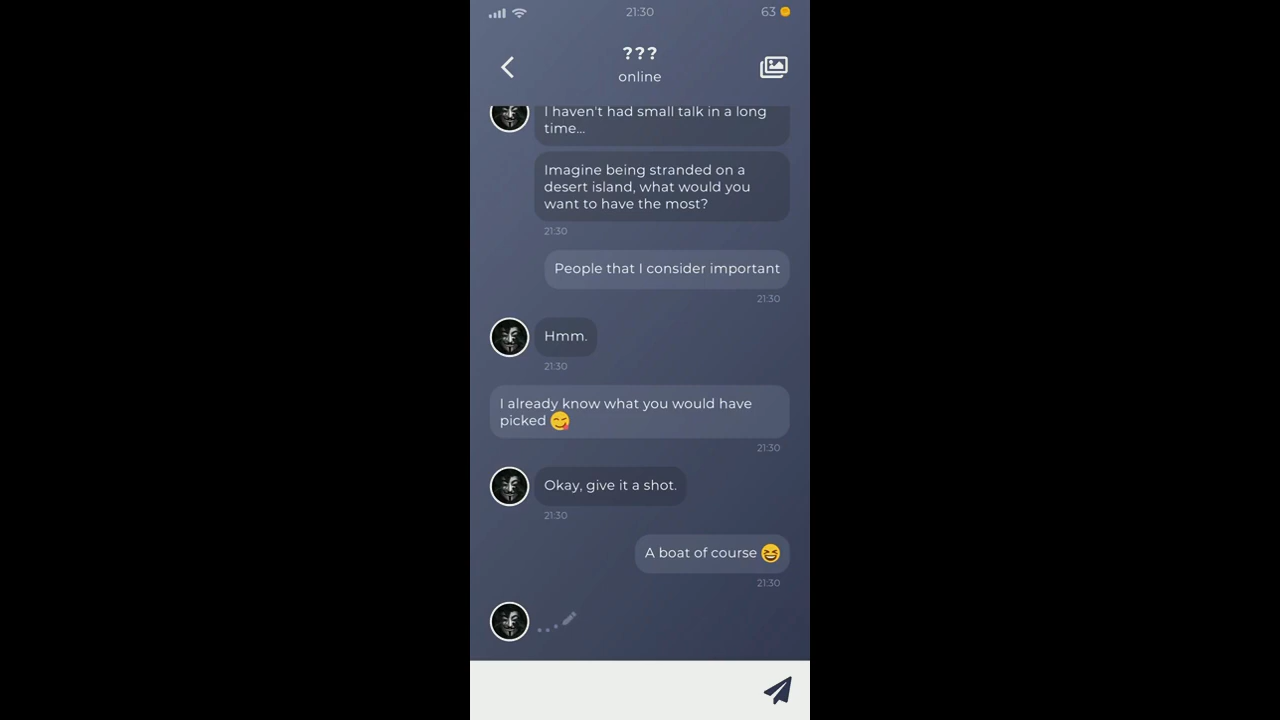 21:30
63
???
online
I haven't had small talk in a long
time...
Imagine being stranded on a
desert island, what would you
want to have the most?
21:30
People that I consider important
21:30
Hmm.
21:30
I already know what you would have
picked 😋
21:30
Okay, give it a shot.
21:30
A boat of course 😆
21:30